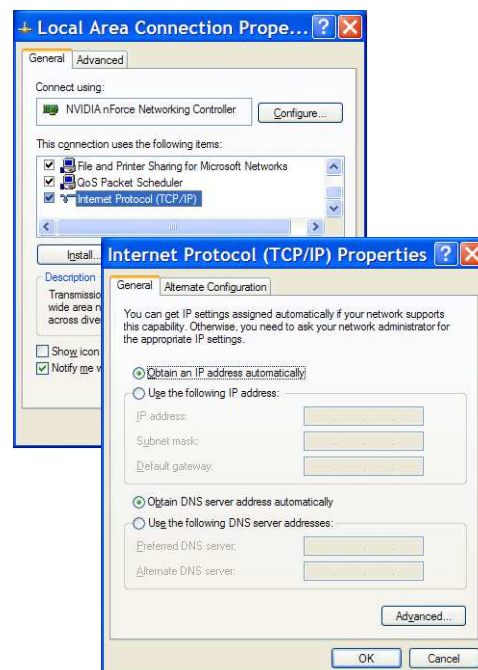 Local Area Connection Prope...
General Advanced
Connect using:
NVIDIA nForce Networking Controller Configure...
This connection uses the following items:
File and Printer Sharing for Microsoft Networks
QoS Packet Scheduler
Internet Protocol (TCP/IP)
Install...
Description
Transmissio
wide area n
across dive
Show icon
Notify me w
Internet Protocol (TCP/IP) Properties
General Alternate Configuration
You can get IP settings assigned automatically if your network supports
this capability. Otherwise, you need to ask your network administrator for
the appropriate IP settings.
Obtain an IP address automatically
Use the following IP address:
IP address:
Subnet mask:
Default gateway:
Obtain DNS server address automatically
Use the following DNS server addresses:
Preferred DNS server:
Alternate DNS server:
Advanced...
OK Cancel